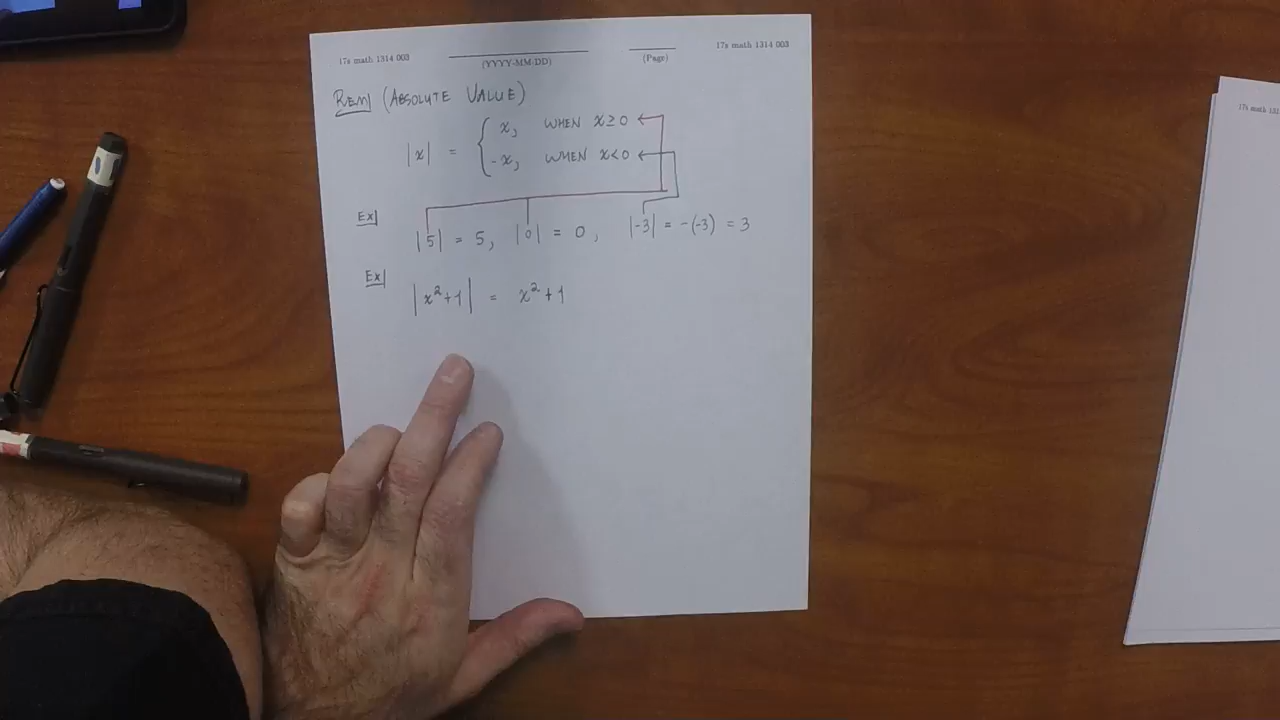 17s math 1314 003
(YYYY-MM-DD)
(Page)
17s math 1314 003
REM (ABSOLUTE VALUE)
|x| = { x, WHEN x ≥ 0
-x, WHEN x < 0
Ex
|5| = 5, |0| = 0, |-3| = -(-3) = 3
Ex
|x²+1| = x²+1